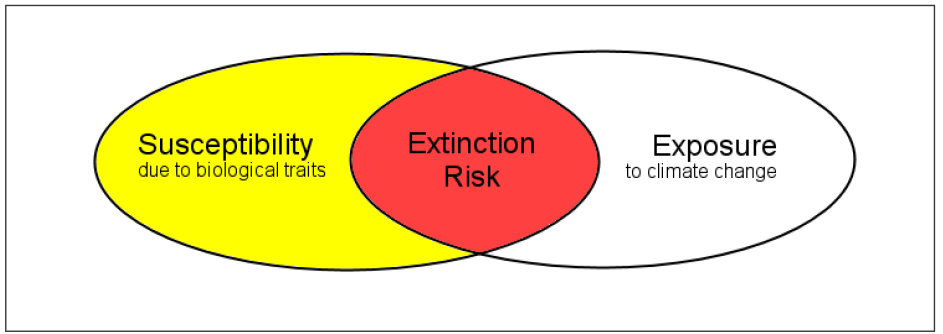 Susceptibility
due to biological traits
Extinction
Risk
Exposure
to climate change